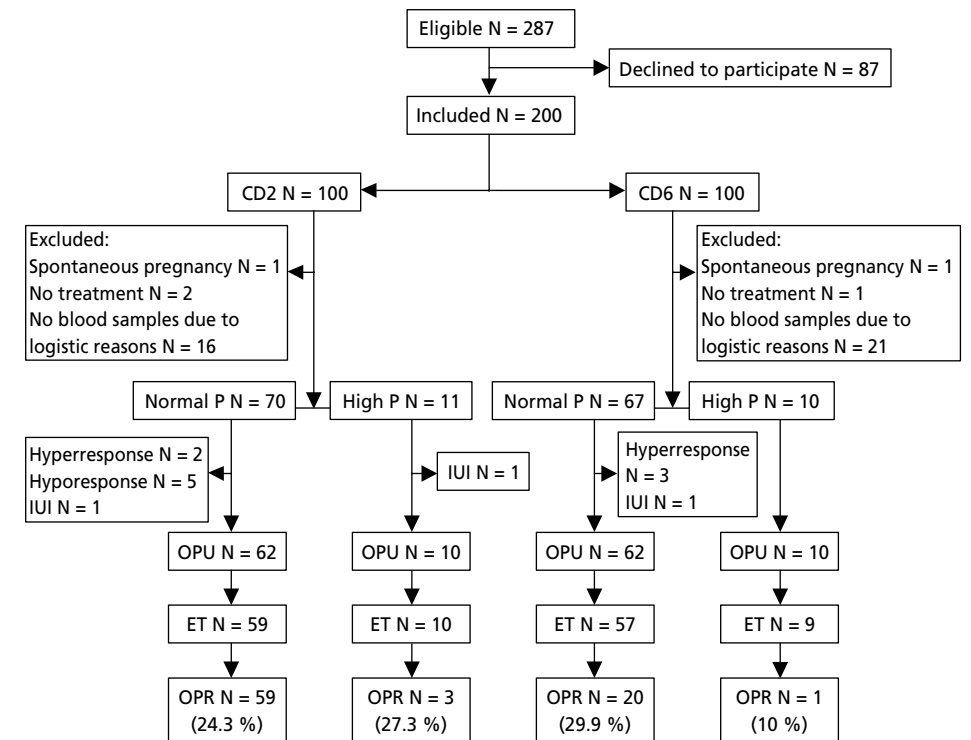 Eligible N = 287
Declined to participate N = 87
Included N = 200
CD2 N = 100
CD6 N = 100
Excluded:
Spontaneous pregnancy N = 1
No treatment N = 2
No blood samples due to
logistic reasons N = 16
Excluded:
Spontaneous pregnancy N = 1
No treatment N = 1
No blood samples due to
logistic reasons N = 21
Normal P N = 70
High P N = 11
Normal P N = 67
High P N = 10
Hyperresponse N = 2
Hyporesponse N = 5
IUI N = 1
IUI N = 1
Hyperresponse
N = 3
IUI N = 1
OPU N = 62
OPU N = 10
OPU N = 62
OPU N = 10
ET N = 59
ET N = 10
ET N = 57
ET N = 9
OPR N = 59
(24.3 %)
OPR N = 3
(27.3 %)
OPR N = 20
(29.9 %)
OPR N = 1
(10 %)